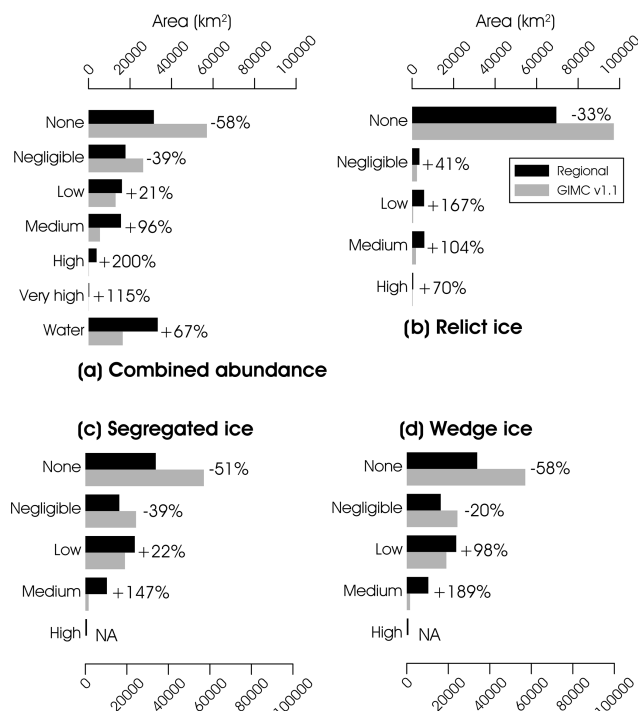 Area (km²)
0 20000 40000 60000 80000 100000
None -58%
Negligible -39%
Low +21%
Medium +96%
High +200%
Very high +115%
Water +67%
(a) Combined abundance
Area (km²)
0 20000 40000 60000 80000 100000
None -33%
Negligible +41%
Low +167%
Medium +104%
High +70%
Regional
GIMC v1.1
(b) Relict ice
(c) Segregated ice
None -51%
Negligible -39%
Low +22%
Medium +147%
High NA
0 20000 40000 60000 80000 100000
(d) Wedge ice
None -58%
Negligible -20%
Low +98%
Medium +189%
High NA
0 20000 40000 60000 80000 100000